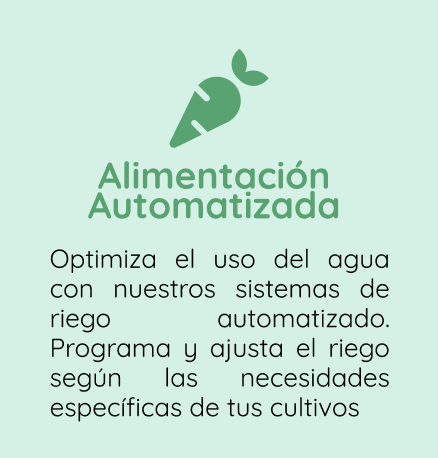 Alimentación
Automatizada
Optimiza el uso del agua
con nuestros sistemas de
riego automatizado.
Programa y ajusta el riego
según las necesidades
específicas de tus cultivos